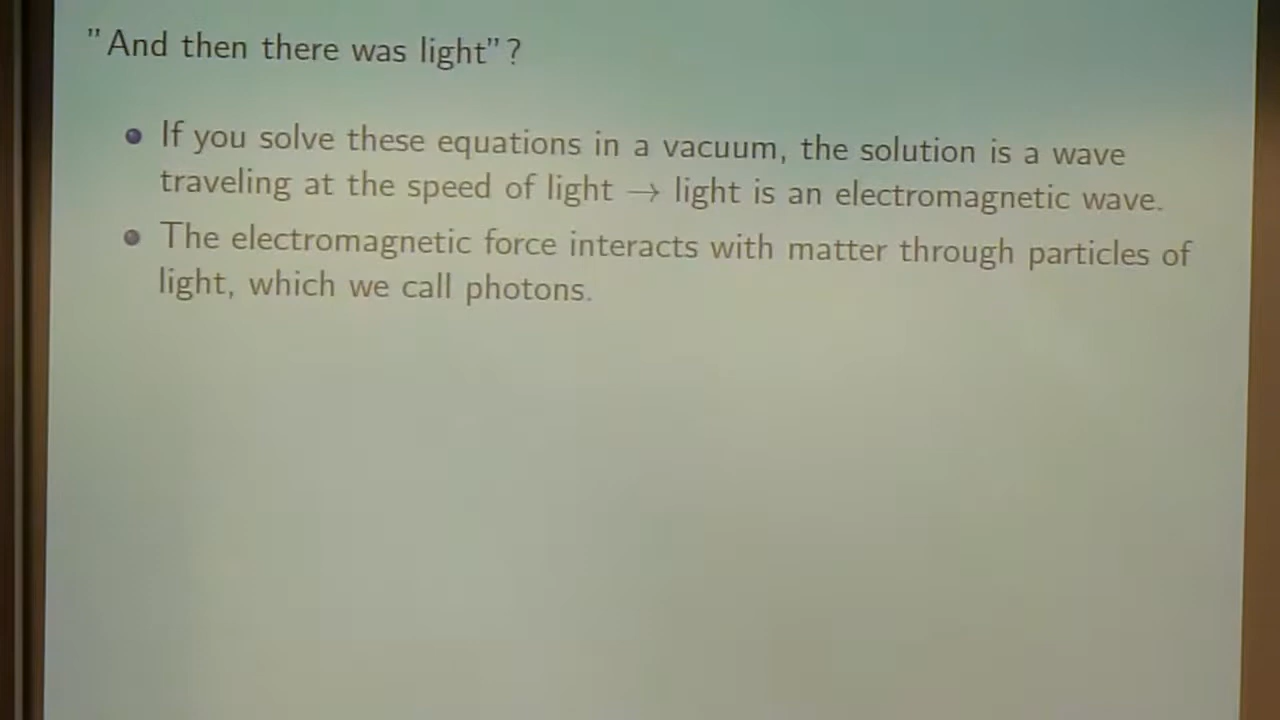 "And then there was light"?
If you solve these equations in a vacuum, the solution is a wave
traveling at the speed of light → light is an electromagnetic wave.
The electromagnetic force interacts with matter through particles of
light, which we call photons.